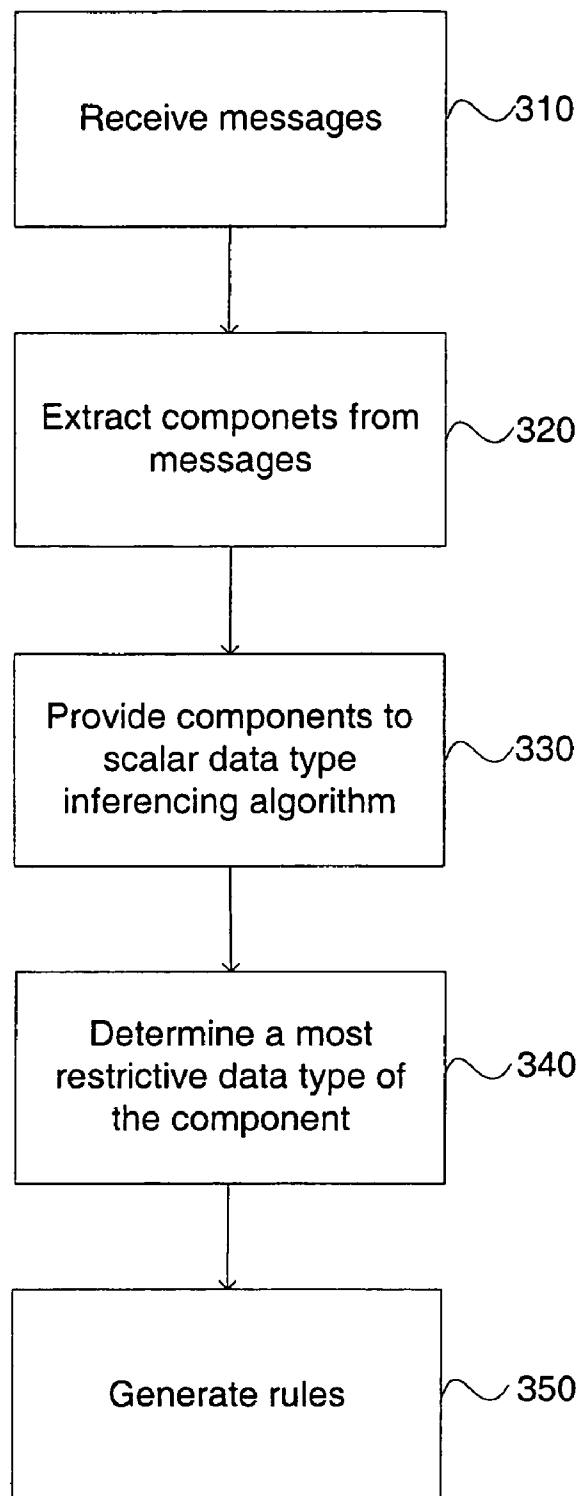 Receive messages
310
Extract componets from
messages
320
Provide components to
scalar data type
inferencing algorithm
330
Determine a most
restrictive data type of
the component
340
Generate rules
350